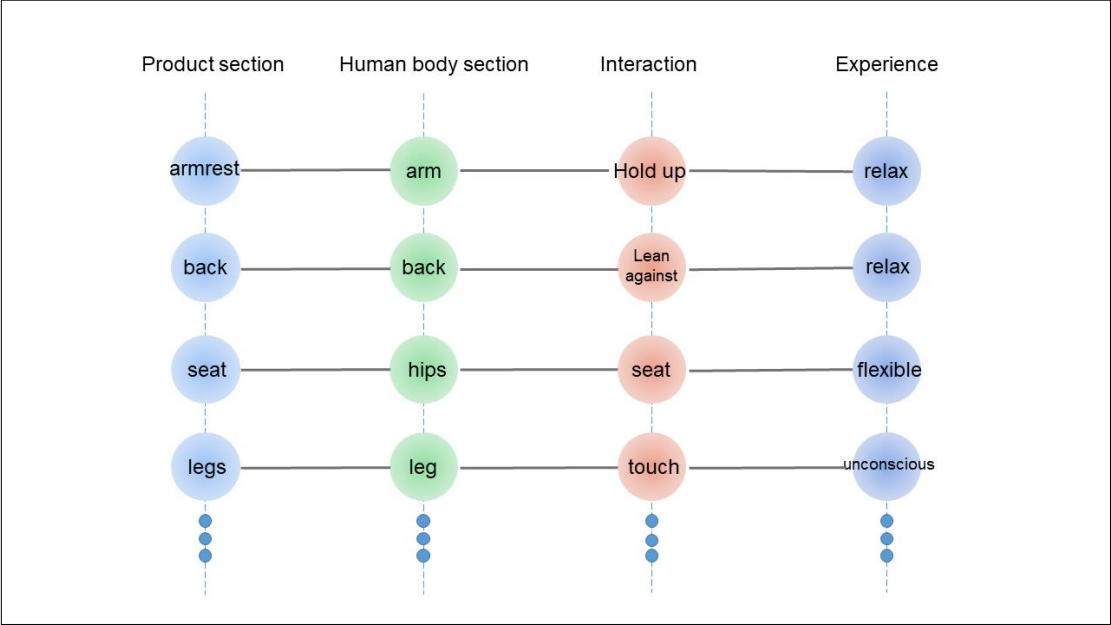 Product section Human body section Interaction Experience
armrest arm Hold up relax
back back Lean against relax
seat hips seat flexible
legs leg touch unconscious